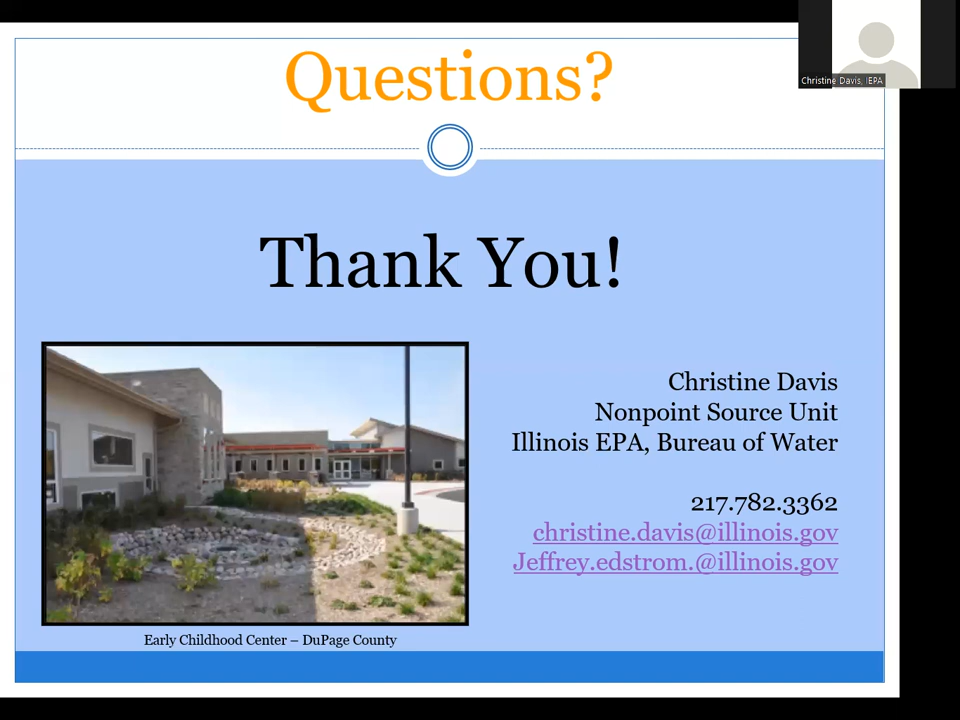 Questions?
Christine Davis, IEPA
Thank You!
Christine Davis
Nonpoint Source Unit
Illinois EPA, Bureau of Water
217.782.3362
christine.davis@illinois.gov
Jeffrey.edstrom.@illinois.gov
Early Childhood Center – DuPage County